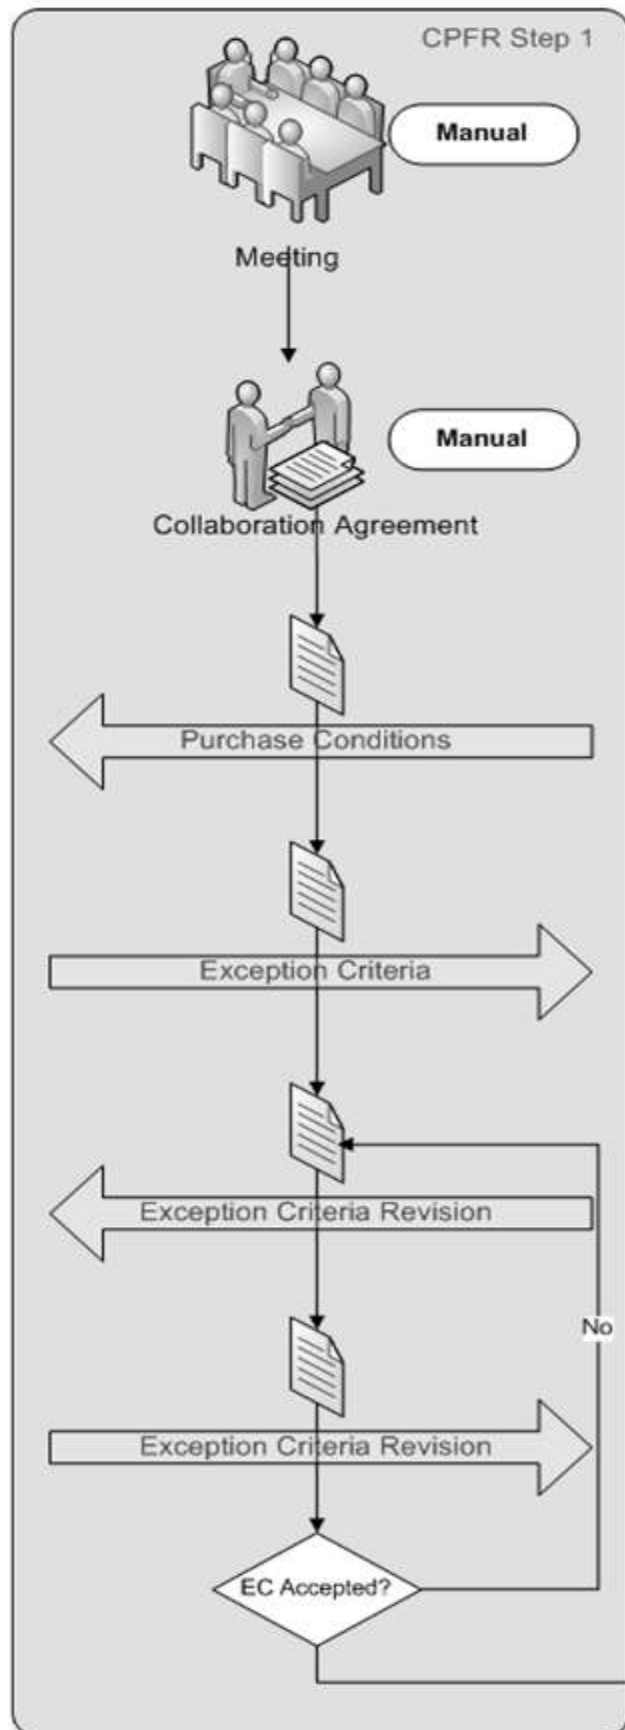 CPFR Step 1
Manual
Meeting
Manual
Collaboration Agreement
Purchase Conditions
Exception Criteria
Exception Criteria Revision
No
Exception Criteria Revision
EC Accepted?